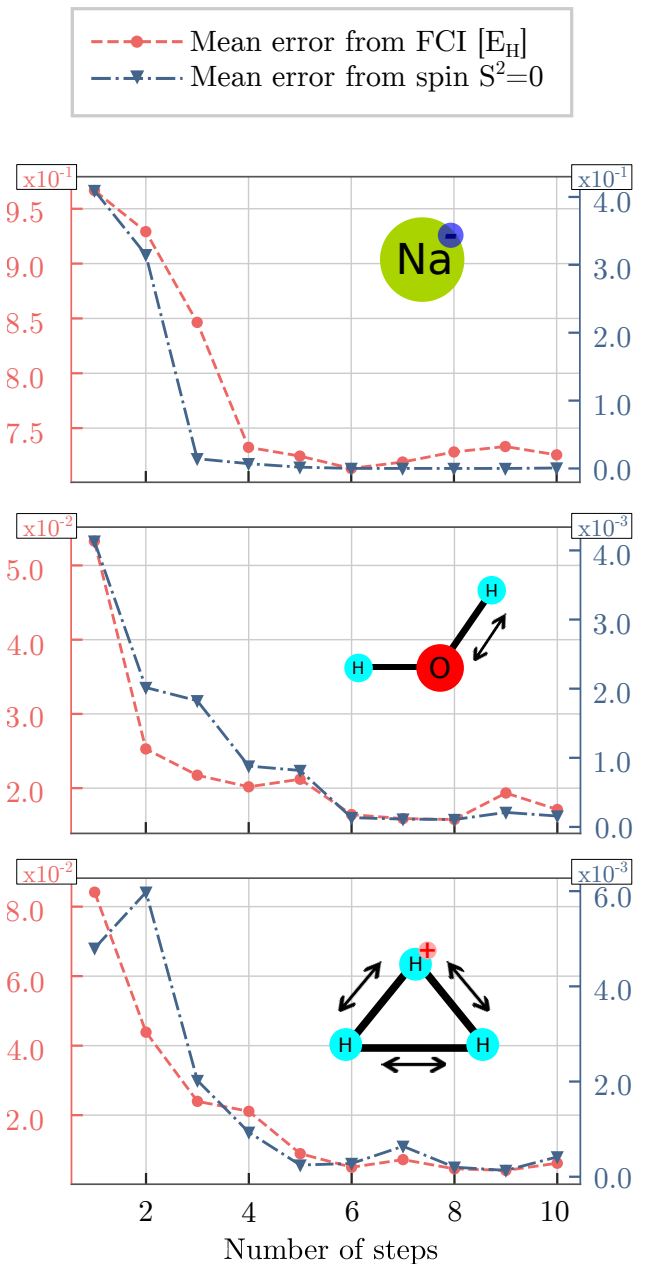 Mean error from FCI [E_H]
Mean error from spin S²=0
x10⁻¹
x10⁻¹
9.5
9.0
8.5
8.0
7.5
4.0
3.0
2.0
1.0
0.0
Na
-
x10⁻²
x10⁻³
5.0
4.0
3.0
2.0
4.0
3.0
2.0
1.0
0.0
H
H
O
x10⁻²
x10⁻³
8.0
6.0
4.0
2.0
6.0
4.0
2.0
0.0
+
H
H
H
2 4 6 8 10
Number of steps